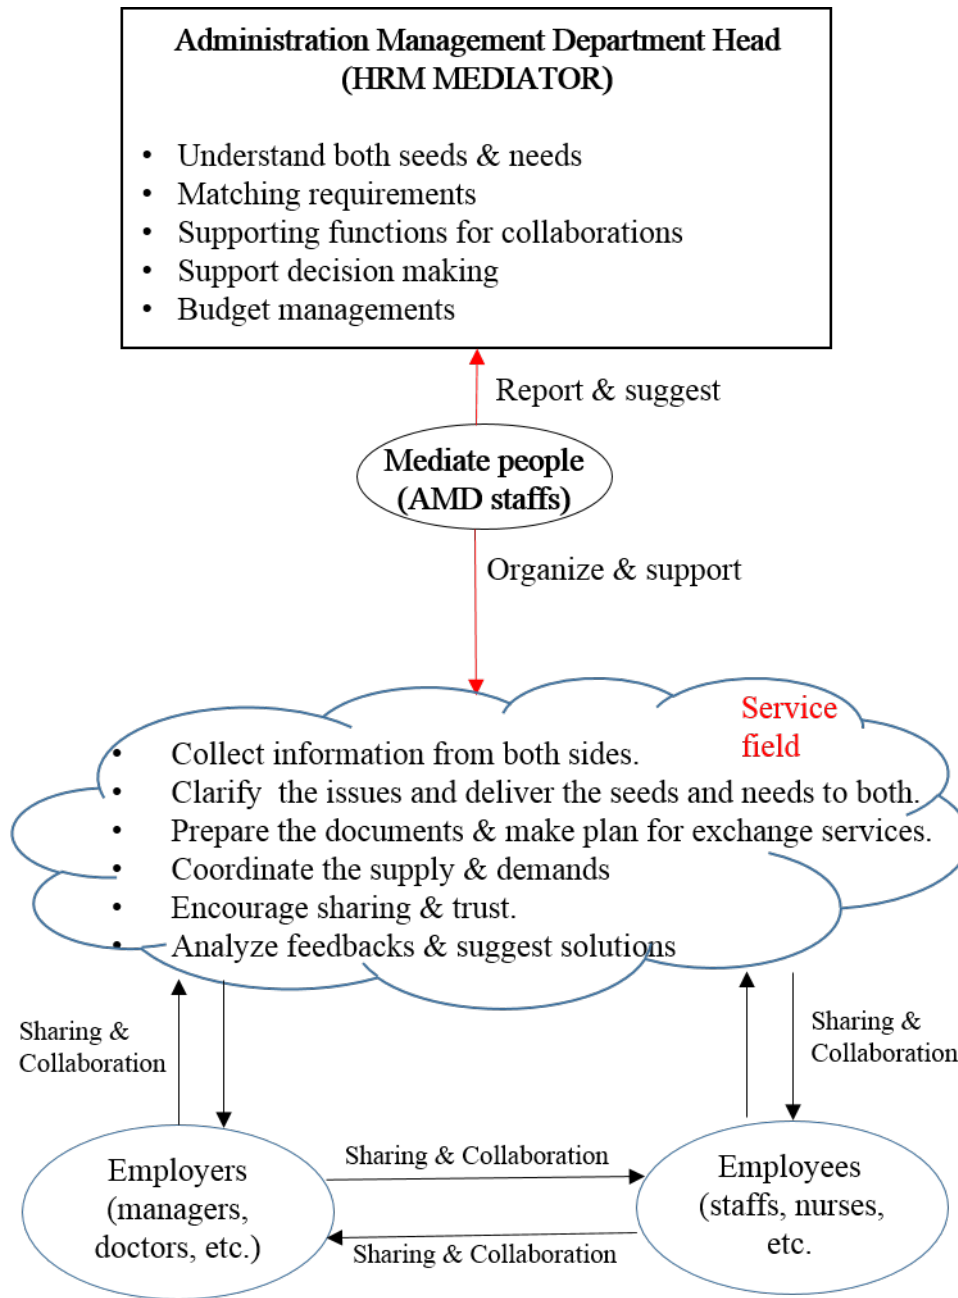 Administration Management Department Head
(HRM MEDIATOR)
• Understand both seeds & needs
• Matching requirements
• Supporting functions for collaborations
• Support decision making
• Budget managements
Report & suggest
Mediate people
(AMD staffs)
Organize & support
Service
field
• Collect information from both sides.
• Clarify the issues and deliver the seeds and needs to both.
• Prepare the documents & make plan for exchange services.
• Coordinate the supply & demands
• Encourage sharing & trust.
• Analyze feedbacks & suggest solutions
Sharing &
Collaboration
Sharing &
Collaboration
Employers
(managers,
doctors, etc.)
Sharing & Collaboration
Sharing & Collaboration
Employees
(staffs, nurses,
etc.